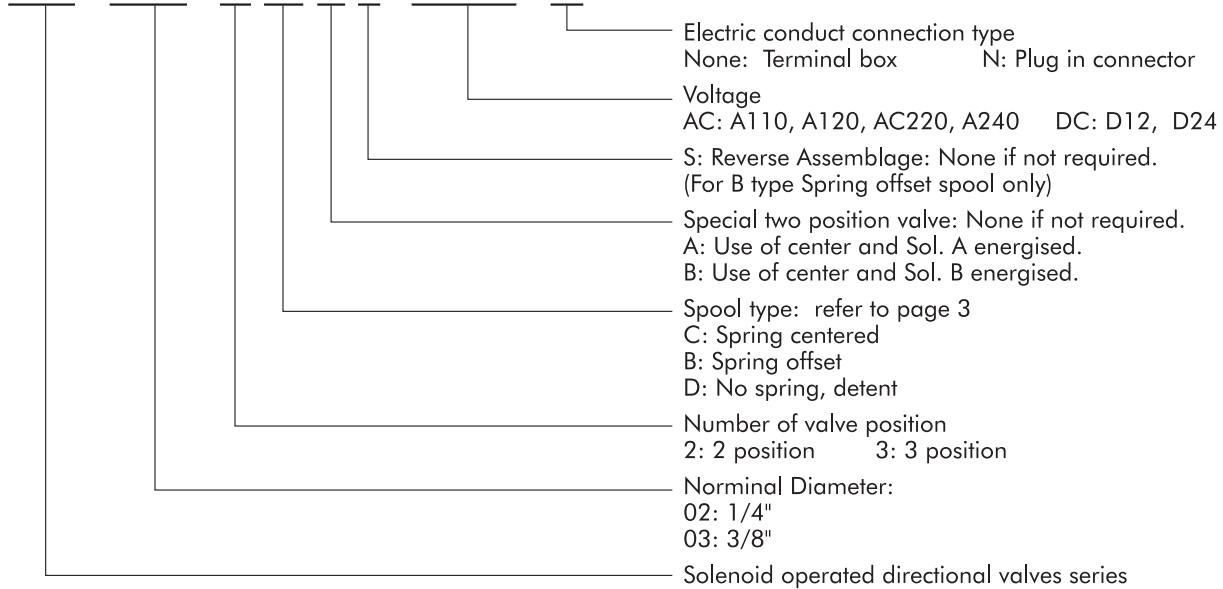 Electric conduct connection type
None: Terminal box N: Plug in connector
Voltage
AC: A110, A120, AC220, A240 DC: D12, D24
S: Reverse Assemblage: None if not required.
(For B type Spring offset spool only)
Special two position valve: None if not required.
A: Use of center and Sol. A energised.
B: Use of center and Sol. B energised.
Spool type: refer to page 3
C: Spring centered
B: Spring offset
D: No spring, detent
Number of valve position
2: 2 position 3: 3 position
Norminal Diameter:
02: 1/4"
03: 3/8"
Solenoid operated directional valves series